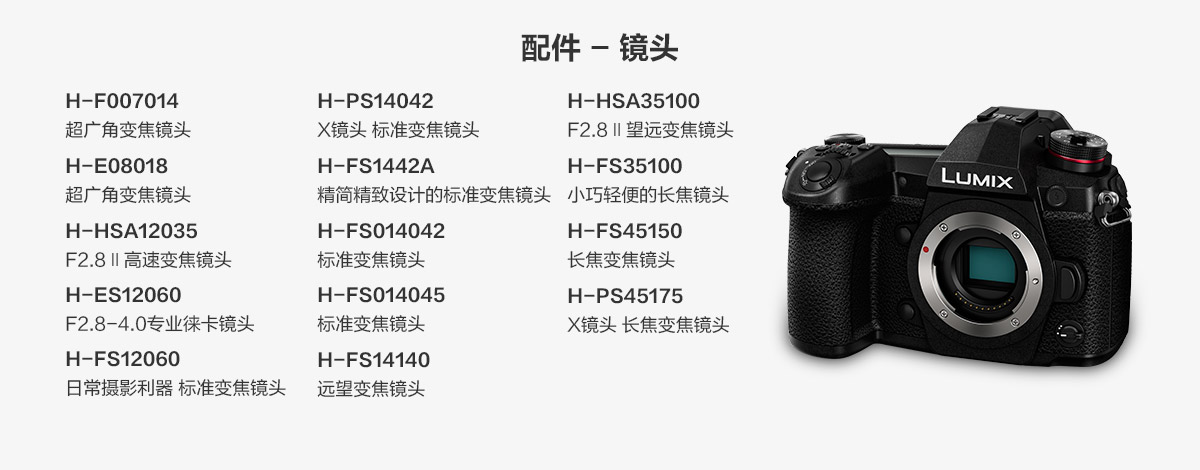 配件 – 镜头
H-F007014
超广角变焦镜头
H-E08018
超广角变焦镜头
H-HSA12035
F2.8 II 高速变焦镜头
H-ES12060
F2.8-4.0专业徕卡镜头
H-FS12060
日常摄影利器 标准变焦镜头
H-PS14042
X镜头 标准变焦镜头
H-FS1442A
精简精致设计的标准变焦镜头
H-FS014042
标准变焦镜头
H-FS014045
标准变焦镜头
H-FS14140
远望变焦镜头
H-HSA35100
F2.8 II 望远变焦镜头
H-FS35100
小巧轻便的长焦镜头
H-FS45150
长焦变焦镜头
H-PS45175
X镜头 长焦变焦镜头
LUMIX